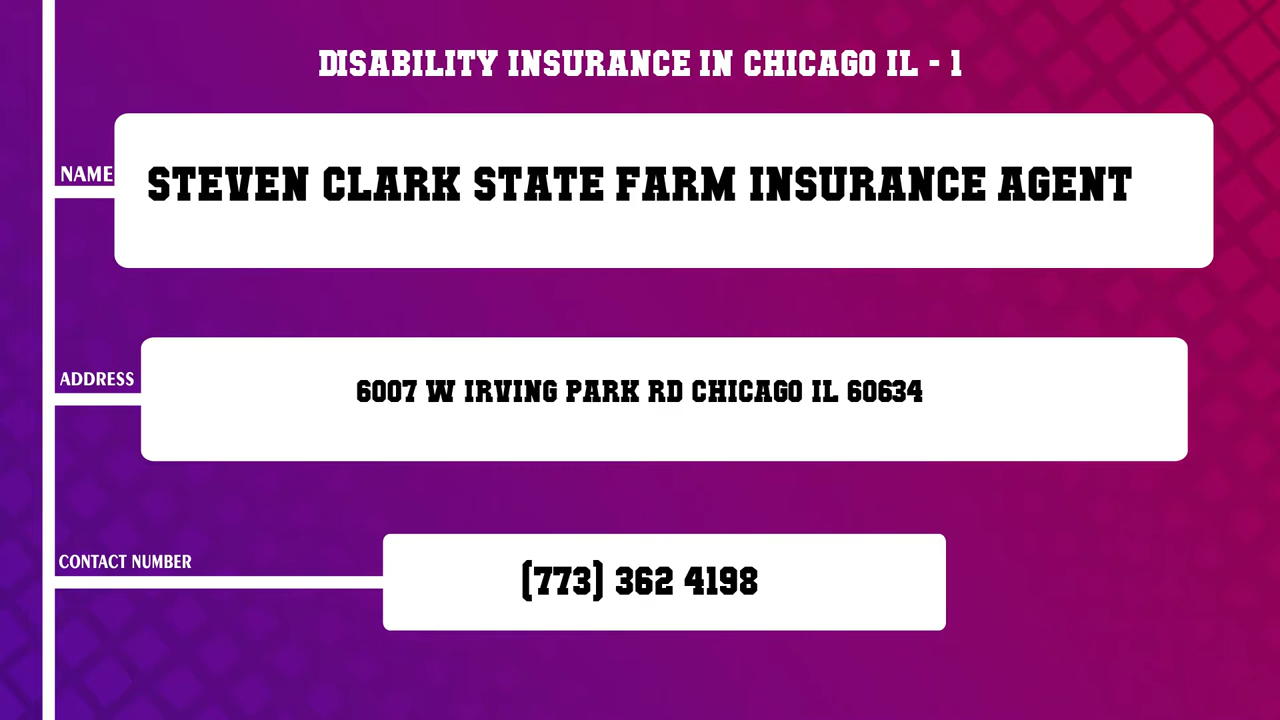 DISABILITY INSURANCE IN CHICAGO IL - 1
NAME
STEVEN CLARK STATE FARM INSURANCE AGENT
ADDRESS
6007 W IRVING PARK RD CHICAGO IL 60634
CONTACT NUMBER
(773) 362 4198